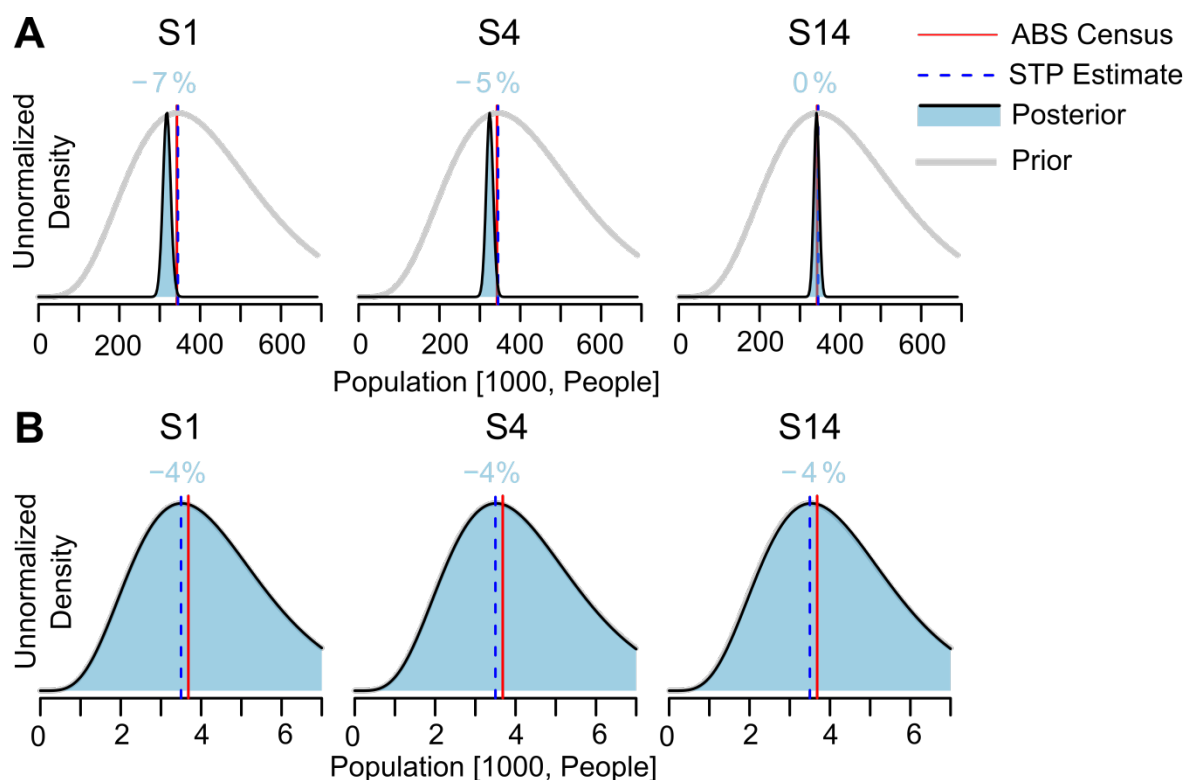 A
S1
S4
S14
−7%
−5%
0%
ABS Census
STP Estimate
Posterior
Prior
Unnormalized
Density
0 200 400 600
0 200 400 600
0 200 400 600
Population [1000, People]
B
S1
S4
S14
−4%
−4%
−4%
Unnormalized
Density
0 2 4 6
0 2 4 6
0 2 4 6
Population [1000, People]